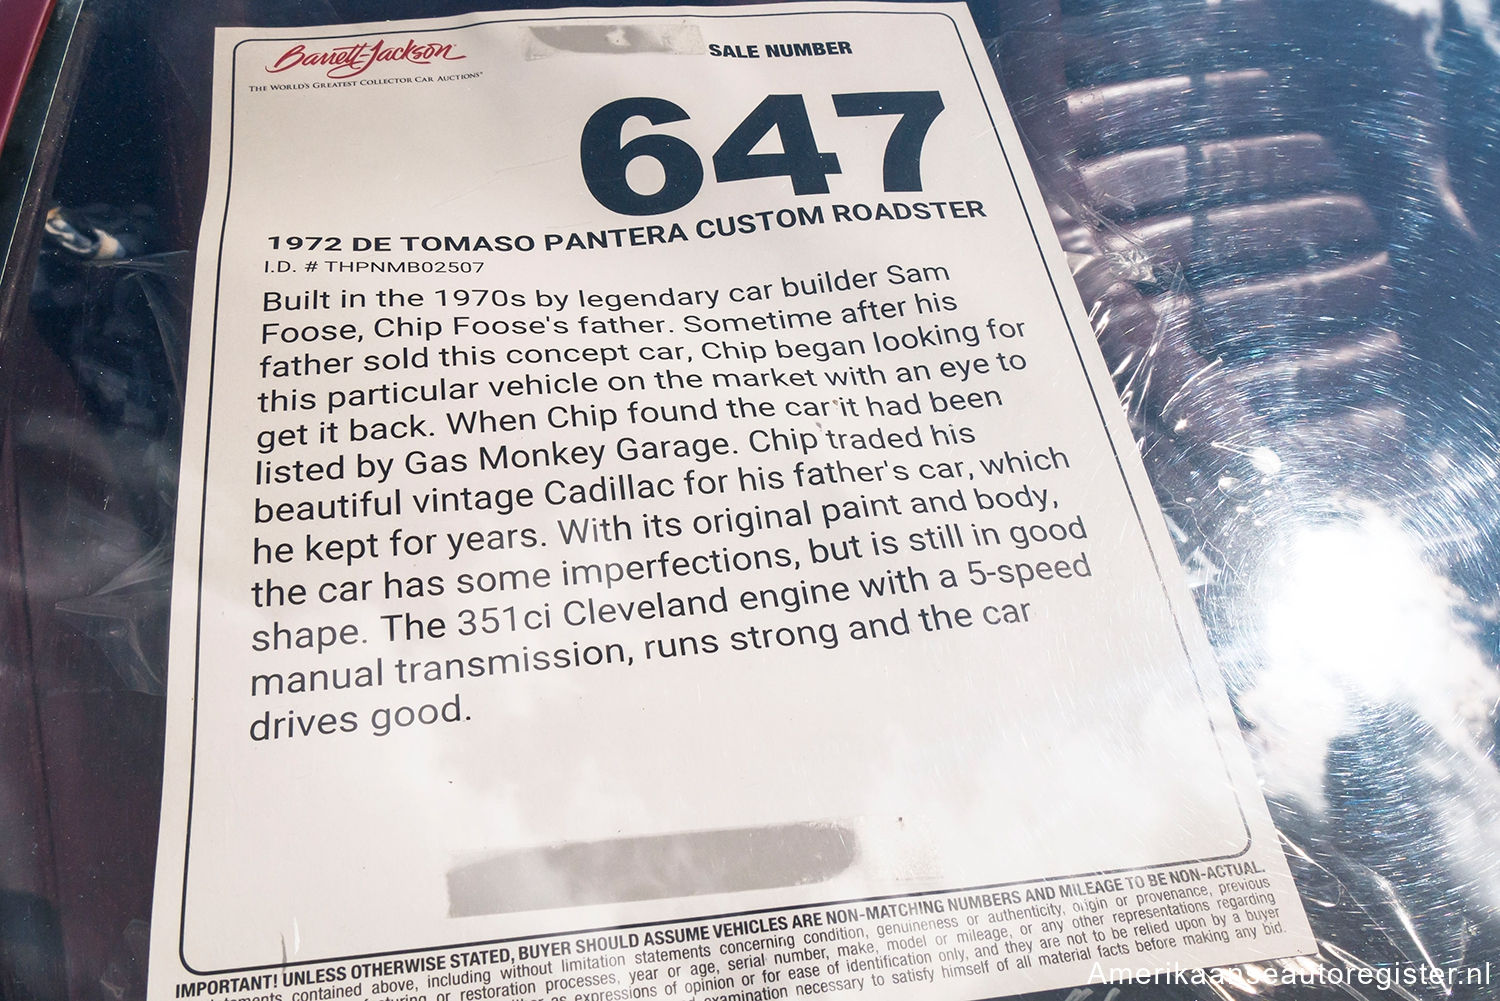 Barrett-Jackson
THE WORLD'S GREATEST COLLECTOR CAR AUCTIONS
SALE NUMBER
647
1972 DE TOMASO PANTERA CUSTOM ROADSTER
I.D. # THPNMB02507
Built in the 1970s by legendary car builder Sam
Foose, Chip Foose's father. Sometime after his
father sold this concept car, Chip began looking for
this particular vehicle on the market with an eye to
get it back. When Chip found the car it had been
listed by Gas Monkey Garage. Chip traded his
beautiful vintage Cadillac for his father's car, which
he kept for years. With its original paint and body,
the car has some imperfections, but is still in good
shape. The 351ci Cleveland engine with a 5-speed
manual transmission, runs strong and the car
drives good.
IMPORTANT! UNLESS OTHERWISE STATED, BUYER SHOULD ASSUME VEHICLES ARE NON-MATCHING NUMBERS AND MILEAGE TO BE NON-ACTUAL.
contained above, including without limitation statements concerning condition, genuineness or authenticity, origin or provenance, previous
or restoration processes, year or age, serial number, make, model or mileage, or any other representations regarding
as expressions of opinion or for ease of identification only, and they are not to be relied upon by a buyer
examination necessary to satisfy himself of all material facts before making any bid.
Amerikaanseautoregister.nl